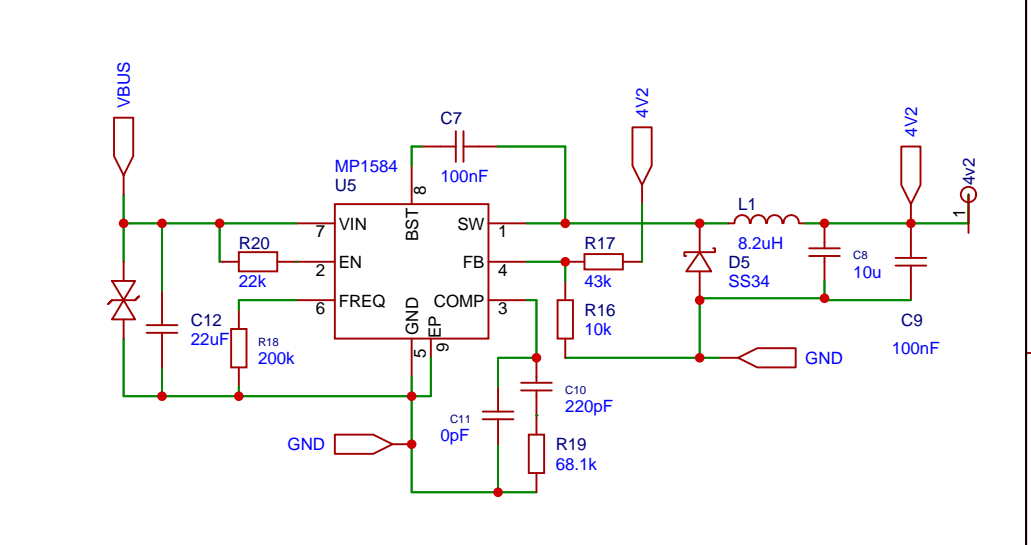 VBUS
C7
100nF
4V2
4V2
4v2
1
MP1584
U5
8
BST
VIN
7
SW
1
L1
8.2uH
R20
22k
EN
2
FB
4
R17
43k
D5
SS34
C8
10u
FREQ
6
COMP
3
GND
5
EP
9
R16
10k
C12
22uF
R18
200k
C9
100nF
GND
C10
220pF
C11
0pF
GND
R19
68.1k